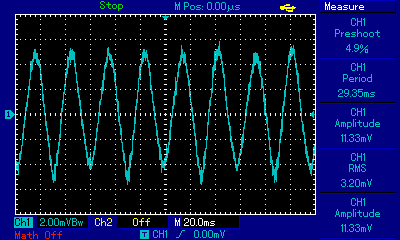 Stop M Pos: 0.00μs Measure
CH1
Preshoot
4.9%
CH1
Period
29.35ms
1
CH1
Amplitude
11.33mV
CH1
RMS
3.20mV
CH1
Amplitude
11.33mV
Ch1 2.00mVBw Ch2 Off M 20.0ms
Math Off T CH1 0.00mV